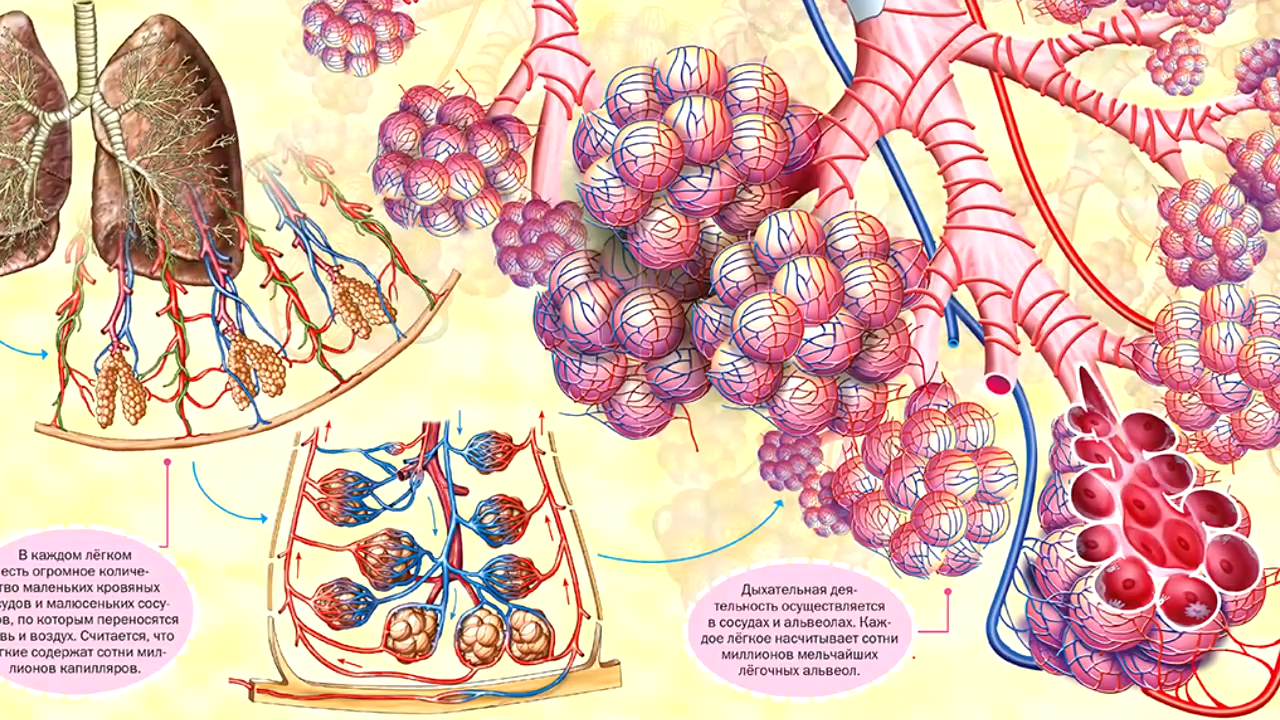 В каждом лёгком
есть огромное количе-
тво маленьких кровяных
удов и малюсеньких сосу-
ов, по которым переносятся
вь и воздух. Считается, что
гкие содержат сотни мил-
лионов капилляров.
Дыхательная дея-
тельность осуществляется
в сосудах и альвеолах. Каж-
дое лёгкое насчитывает сотни
миллионов мельчайших
лёгочных альвеол.